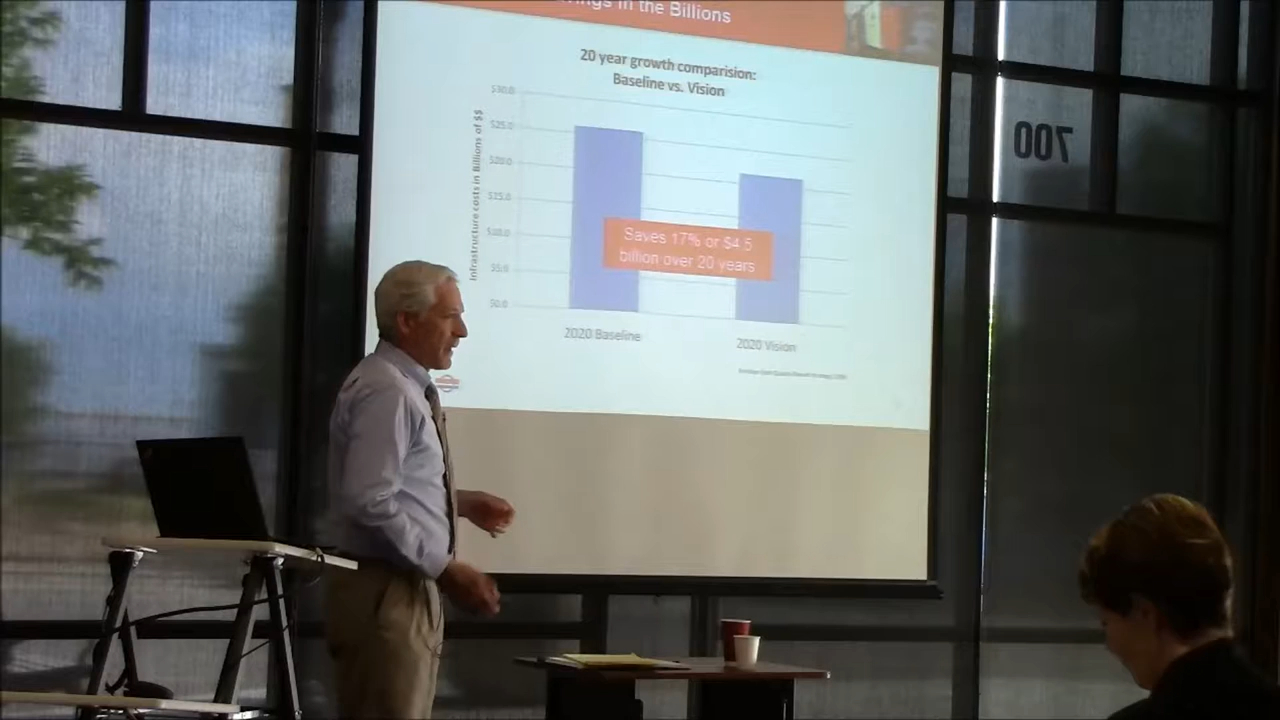 ings in the Billions
20 year growth comparision:
Baseline vs. Vision
Infrastructure costs in Billions of $$
$30.0
$25.0
$20.0
$15.0
$10.0
$5.0
$0.0
Saves 17% or $4.5
billion over 20 years
2020 Baseline
2020 Vision
700